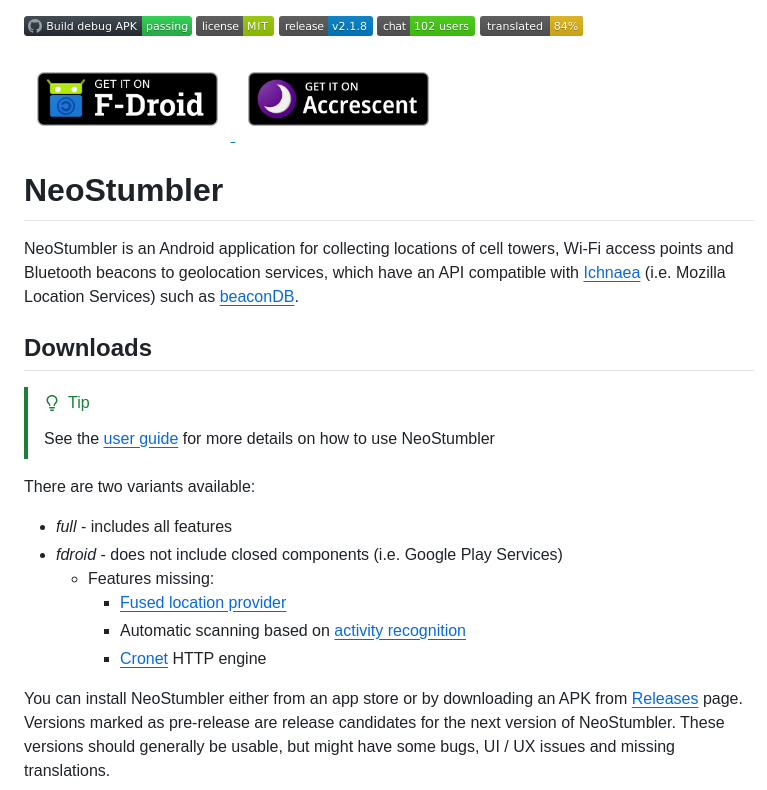 Build debug APK passing license MIT release v2.1.8 chat 102 users translated 84%
GET IT ON
F-Droid
GET IT ON
Accrescent
NeoStumbler
NeoStumbler is an Android application for collecting locations of cell towers, Wi-Fi access points and
Bluetooth beacons to geolocation services, which have an API compatible with Ichnaea (i.e. Mozilla
Location Services) such as beaconDB.
Downloads
Tip
See the user guide for more details on how to use NeoStumbler
There are two variants available:
• full - includes all features
• fdroid - does not include closed components (i.e. Google Play Services)
◦ Features missing:
▪ Fused location provider
▪ Automatic scanning based on activity recognition
▪ Cronet HTTP engine
You can install NeoStumbler either from an app store or by downloading an APK from Releases page.
Versions marked as pre-release are release candidates for the next version of NeoStumbler. These
versions should generally be usable, but might have some bugs, UI / UX issues and missing
translations.